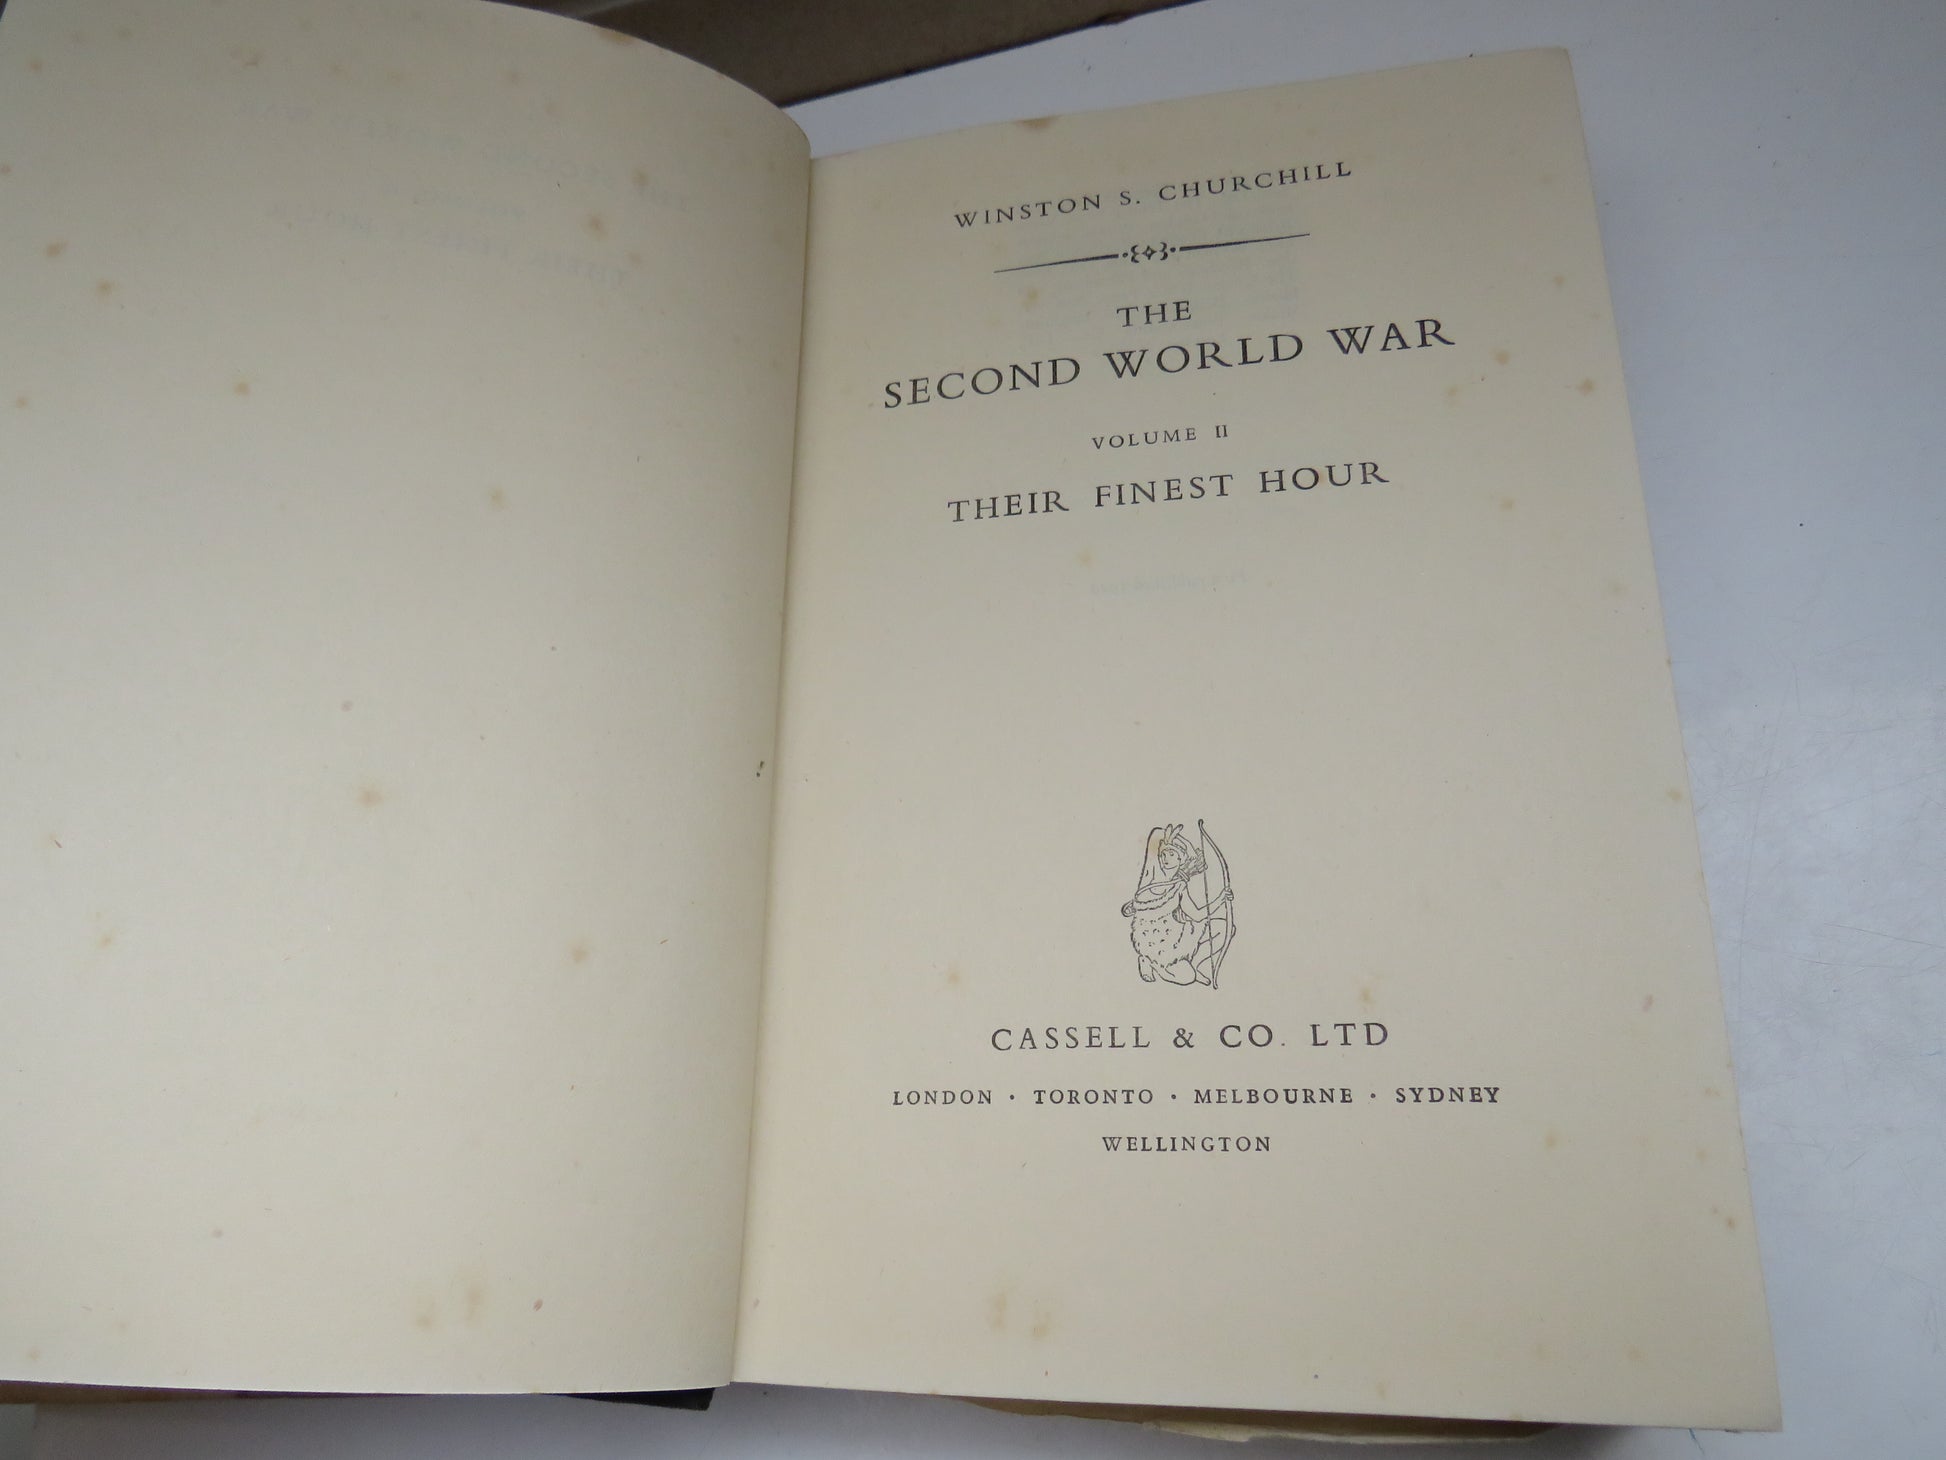 WINSTON S. CHURCHILL
THE
SECOND WORLD WAR
VOLUME II
THEIR FINEST HOUR
CASSELL & CO. LTD
LONDON · TORONTO · MELBOURNE · SYDNEY
WELLINGTON